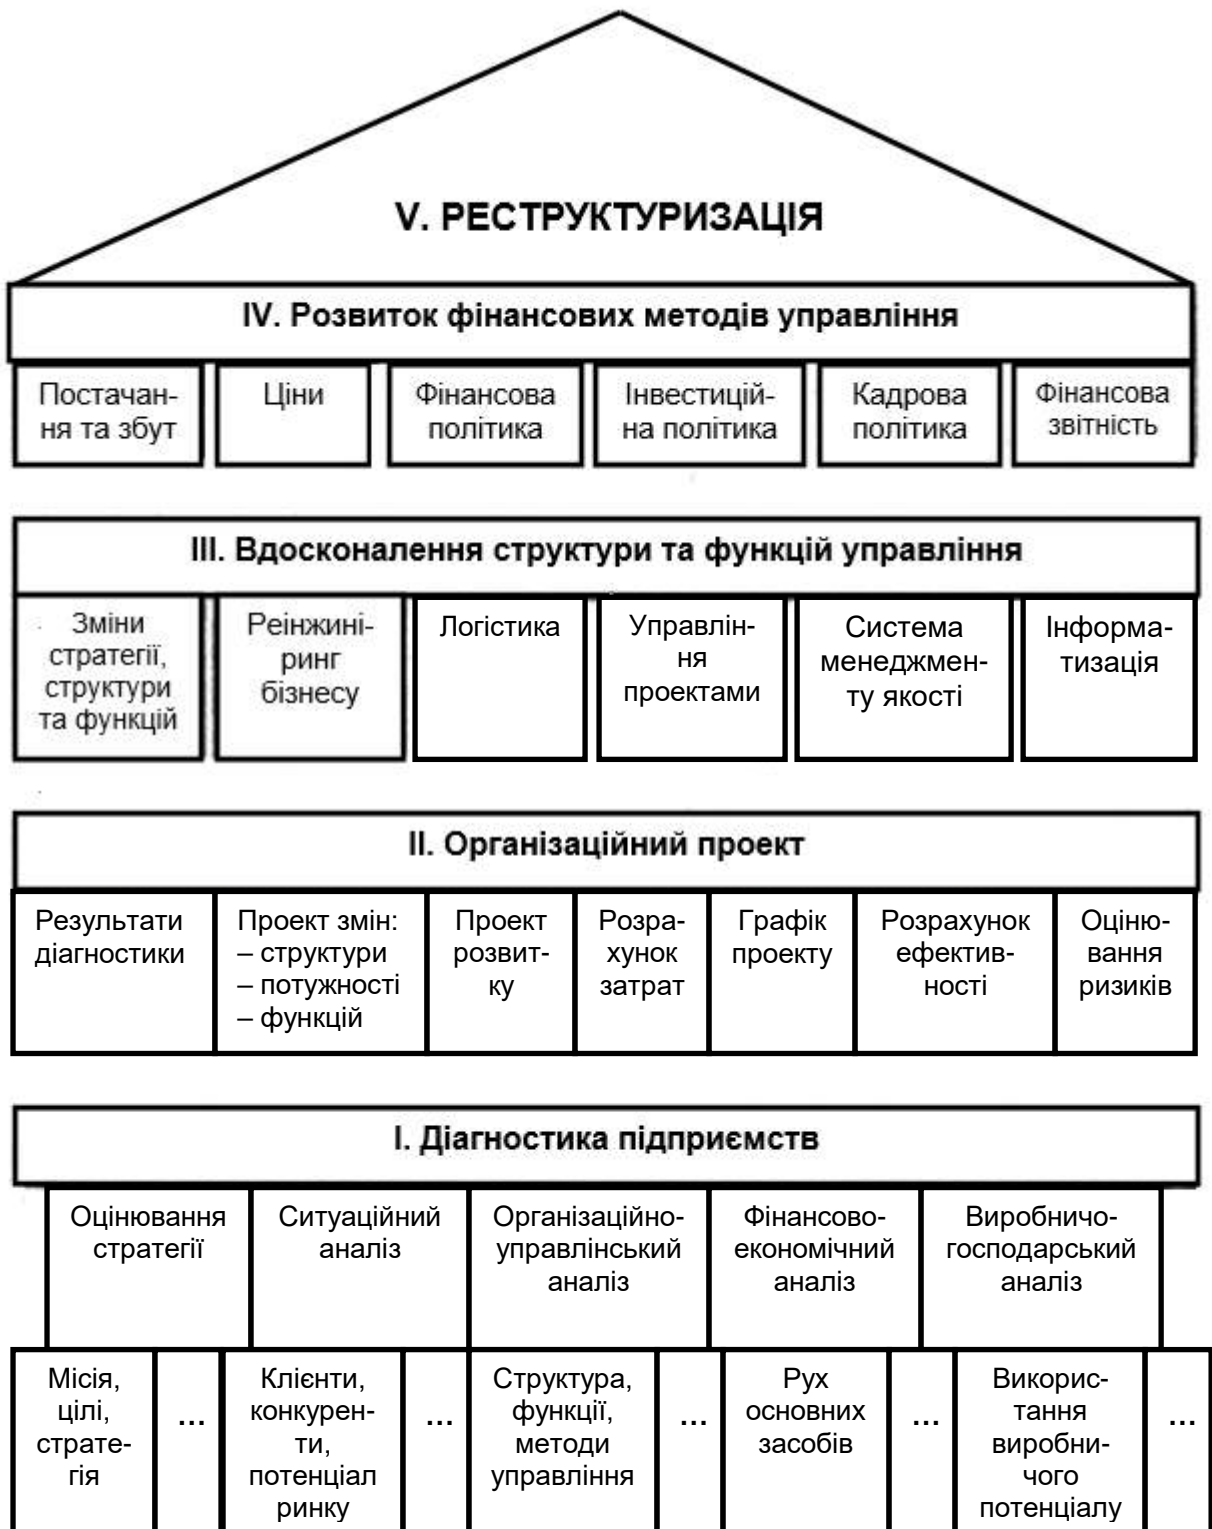 V. РЕСТРУКТУРИЗАЦІЯ
IV. Розвиток фінансових методів управління
Постачан-
ня та збут
Ціни
Фінансова
політика
Інвестицій-
на політика
Кадрова
політика
Фінансова
звітність
III. Вдосконалення структури та функцій управління
Зміни
стратегії,
структури
та функцій
Реінжині-
ринг
бізнесу
Логістика
Управлін-
ня
проектами
Система
менеджмен-
ту якості
Інформа-
тизація
II. Організаційний проект
Результати
діагностики
Проект змін:
– структури
– потужності
– функцій
Проект
розвит-
ку
Розра-
хунок
затрат
Графік
проекту
Розрахунок
ефектив-
ності
Оціню-
вання
ризиків
I. Діагностика підприємств
Оцінювання
стратегії
Ситуаційний
аналіз
Організаційно-
управлінський
аналіз
Фінансово-
економічний
аналіз
Виробничо-
господарський
аналіз
Місія,
цілі,
страте-
гія
...
Клієнти,
конкурен-
ти,
потенціал
ринку
...
Структура,
функції,
методи
управління
...
Рух
основних
засобів
...
Викорис-
тання
виробни-
чого
потенціалу
...